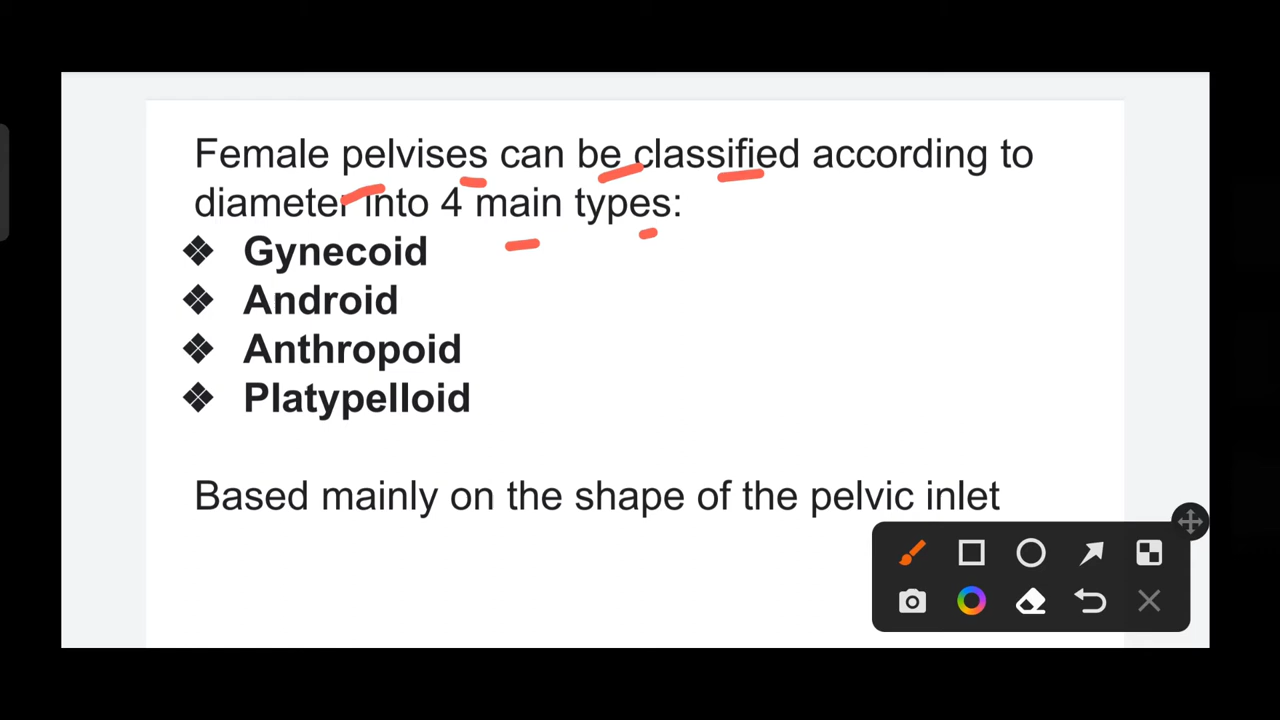 Female pelvises can be classified according to
diameter into 4 main types:
❖ Gynecoid
❖ Android
❖ Anthropoid
❖ Platypelloid
Based mainly on the shape of the pelvic inlet